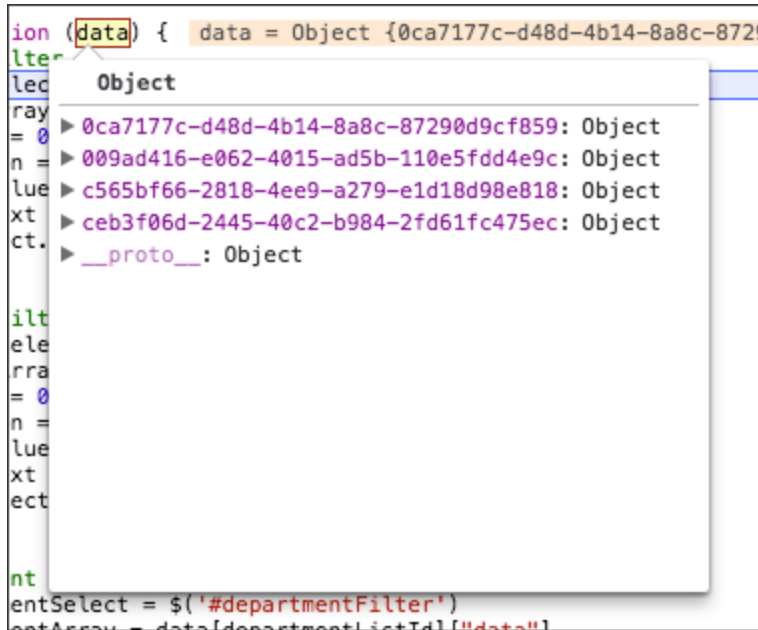 ion (data) { data = Object {0ca7177c-d48d-4b14-8a8c-8729
lter
lec
Object
ray
▶ 0ca7177c-d48d-4b14-8a8c-87290d9cf859: Object
= 0
▶ 009ad416-e062-4015-ad5b-110e5fdd4e9c: Object
n =
▶ c565bf66-2818-4ee9-a279-e1d18d98e818: Object
lue
▶ ceb3f06d-2445-40c2-b984-2fd61fc475ec: Object
xt
ct.
▶ __proto__: Object
ilt
ele
rra
= 0
n =
lue
xt
ect
nt
entSelect = $('#departmentFilter')
entArray = data[departmentListId]["data"]